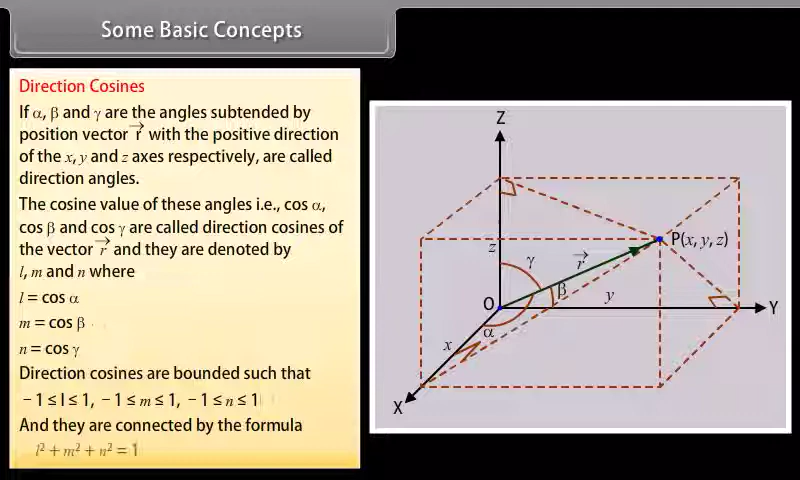 Some Basic Concepts
Direction Cosines
If α, β and γ are the angles subtended by
position vector r⃗ with the positive direction
of the x, y and z axes respectively, are called
direction angles.
The cosine value of these angles i.e., cos α,
cos β and cos γ are called direction cosines of
the vector r⃗ and they are denoted by
l, m and n where
l = cos α
m = cos β
n = cos γ
Direction cosines are bounded such that
−1 ≤ l ≤ 1, −1 ≤ m ≤ 1, −1 ≤ n ≤ 1
And they are connected by the formula
l² + m² + n² = 1
Z
P(x, y, z)
z
γ
r⃗
β
y
O
Y
α
x
X